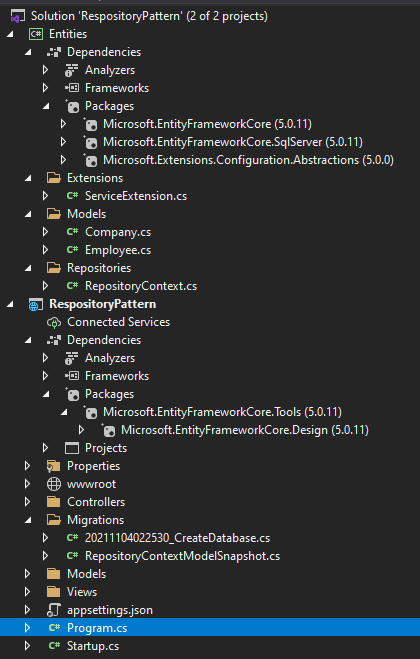 Solution 'RespositoryPattern' (2 of 2 projects)
C# Entities
Dependencies
Analyzers
Frameworks
Packages
Microsoft.EntityFrameworkCore (5.0.11)
Microsoft.EntityFrameworkCore.SqlServer (5.0.11)
Microsoft.Extensions.Configuration.Abstractions (5.0.0)
Extensions
C# ServiceExtension.cs
Models
C# Company.cs
C# Employee.cs
Repositories
C# RepositoryContext.cs
RespositoryPattern
Connected Services
Dependencies
Analyzers
Frameworks
Packages
Microsoft.EntityFrameworkCore.Tools (5.0.11)
Microsoft.EntityFrameworkCore.Design (5.0.11)
Projects
Properties
wwwroot
Controllers
Migrations
C# 20211104022530_CreateDatabase.cs
C# RepositoryContextModelSnapshot.cs
Models
Views
appsettings.json
C# Program.cs
C# Startup.cs